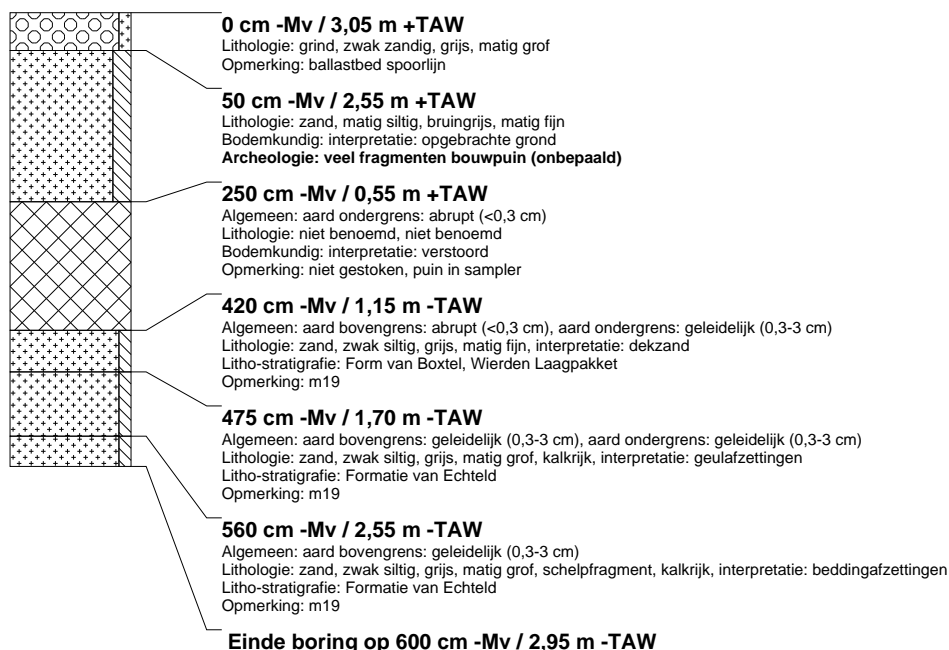 0 cm -Mv / 3,05 m +TAW
Lithologie: grind, zwak zandig, grijs, matig grof
Opmerking: ballastbed spoorlijn
50 cm -Mv / 2,55 m +TAW
Lithologie: zand, matig siltig, bruingrijs, matig fijn
Bodemkundig: interpretatie: opgebrachte grond
Archeologie: veel fragmenten bouwpuin (onbepaald)
250 cm -Mv / 0,55 m +TAW
Algemeen: aard ondergrens: abrupt (<0,3 cm)
Lithologie: niet benoemd, niet benoemd
Bodemkundig: interpretatie: verstoord
Opmerking: niet gestoken, puin in sampler
420 cm -Mv / 1,15 m -TAW
Algemeen: aard bovengrens: abrupt (<0,3 cm), aard ondergrens: geleidelijk (0,3-3 cm)
Lithologie: zand, zwak siltig, grijs, matig fijn, interpretatie: dekzand
Litho-stratigrafie: Form van Boxtel, Wierden Laagpakket
Opmerking: m19
475 cm -Mv / 1,70 m -TAW
Algemeen: aard bovengrens: geleidelijk (0,3-3 cm), aard ondergrens: geleidelijk (0,3-3 cm)
Lithologie: zand, zwak siltig, grijs, matig grof, kalkrijk, interpretatie: geulafzettingen
Litho-stratigrafie: Formatie van Echteld
Opmerking: m19
560 cm -Mv / 2,55 m -TAW
Algemeen: aard bovengrens: geleidelijk (0,3-3 cm)
Lithologie: zand, zwak siltig, grijs, matig grof, schelpfragment, kalkrijk, interpretatie: beddingafzettingen
Litho-stratigrafie: Formatie van Echteld
Opmerking: m19
Einde boring op 600 cm -Mv / 2,95 m -TAW